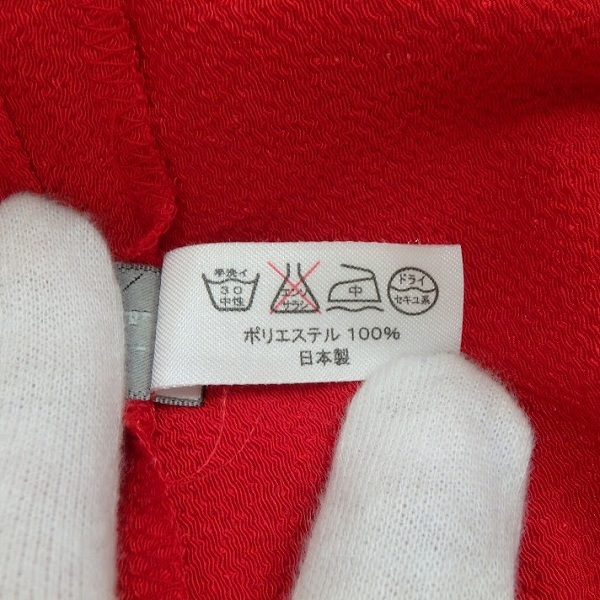 手洗イ
30
中性
エンソ
サラシ
中
ドライ
セキユ系
ポリエステル 100%
日本製